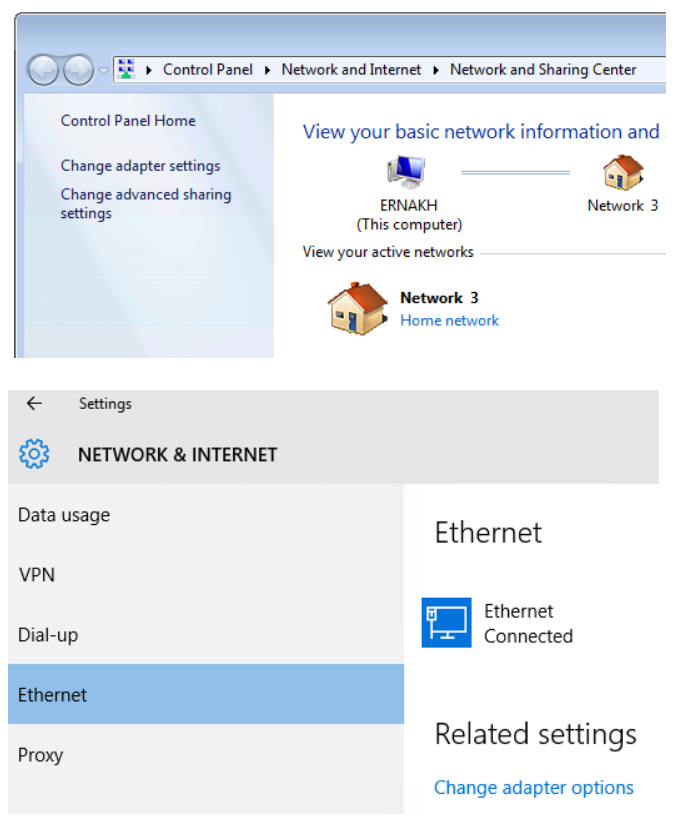 Control Panel ▸ Network and Internet ▸ Network and Sharing Center
Control Panel Home
Change adapter settings
Change advanced sharing
settings
View your basic network information and
ERNAKH
(This computer)
Network 3
View your active networks
Network 3
Home network
Settings
NETWORK & INTERNET
Data usage
VPN
Dial-up
Ethernet
Proxy
Ethernet
Ethernet
Connected
Related settings
Change adapter options